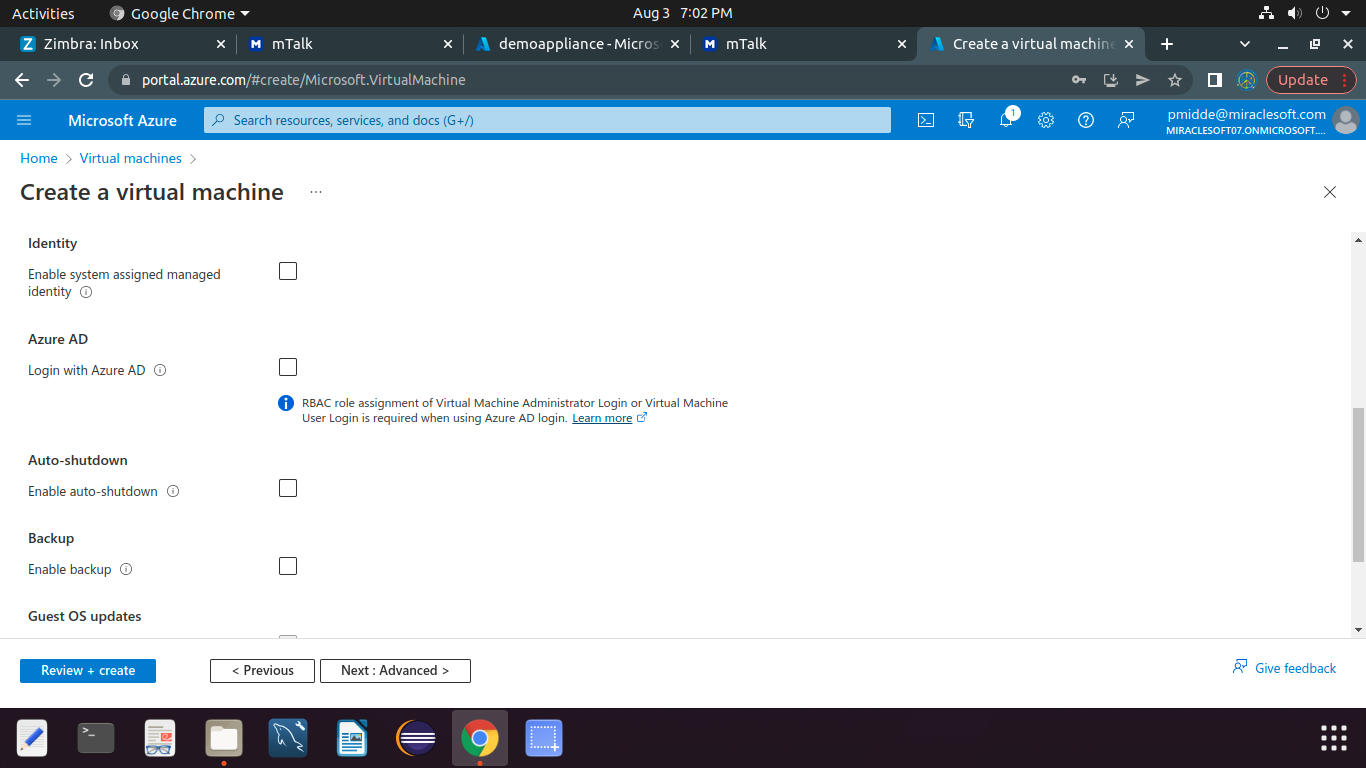 Activities
Google Chrome
Aug 3 7:02 PM
Zimbra: Inbox
mTalk
demoappliance - Micros
mTalk
Create a virtual machine
portal.azure.com/#create/Microsoft.VirtualMachine
Update
Microsoft Azure
Search resources, services, and docs (G+/)
1
pmidde@miraclesoft.com
MIRACLESOFT07.ONMICROSOFT....
Home > Virtual machines >
Create a virtual machine ...
Identity
Enable system assigned managed
identity
Azure AD
Login with Azure AD
RBAC role assignment of Virtual Machine Administrator Login or Virtual Machine
User Login is required when using Azure AD login. Learn more
Auto-shutdown
Enable auto-shutdown
Backup
Enable backup
Guest OS updates
Review + create
< Previous
Next : Advanced >
Give feedback